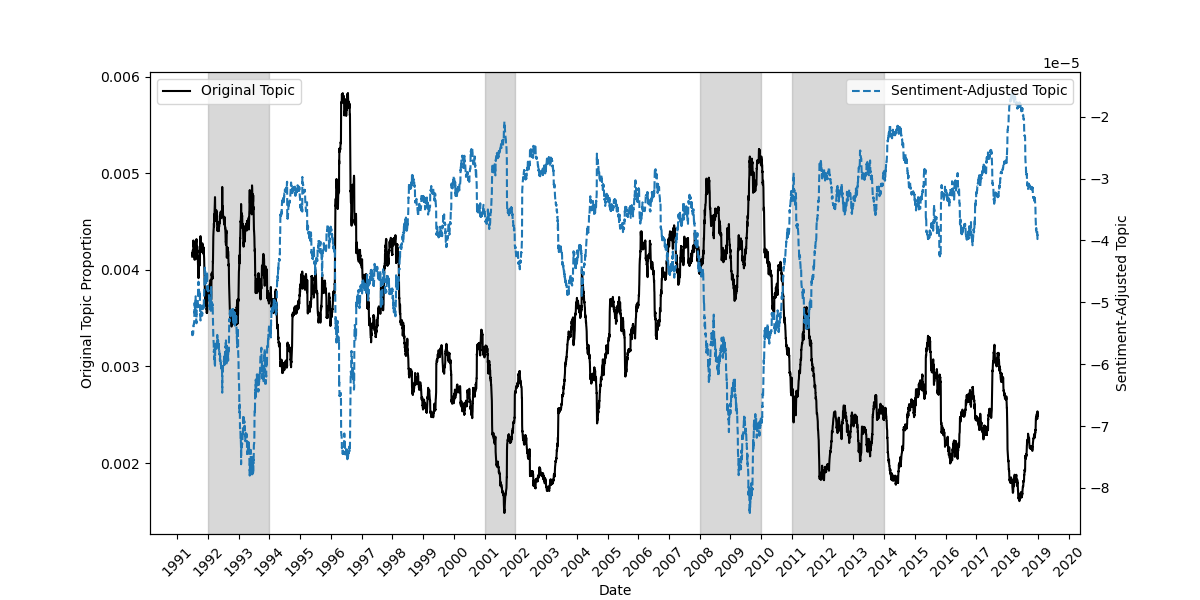 1e−5
Original Topic
Sentiment-Adjusted Topic
0.006
0.005
0.004
0.003
0.002
Original Topic Proportion
−2
−3
−4
−5
−6
−7
−8
Sentiment-Adjusted Topic
1991 1992 1993 1994 1995 1996 1997 1998 1999 2000 2001 2002 2003 2004 2005 2006 2007 2008 2009 2010 2011 2012 2013 2014 2015 2016 2017 2018 2019 2020
Date